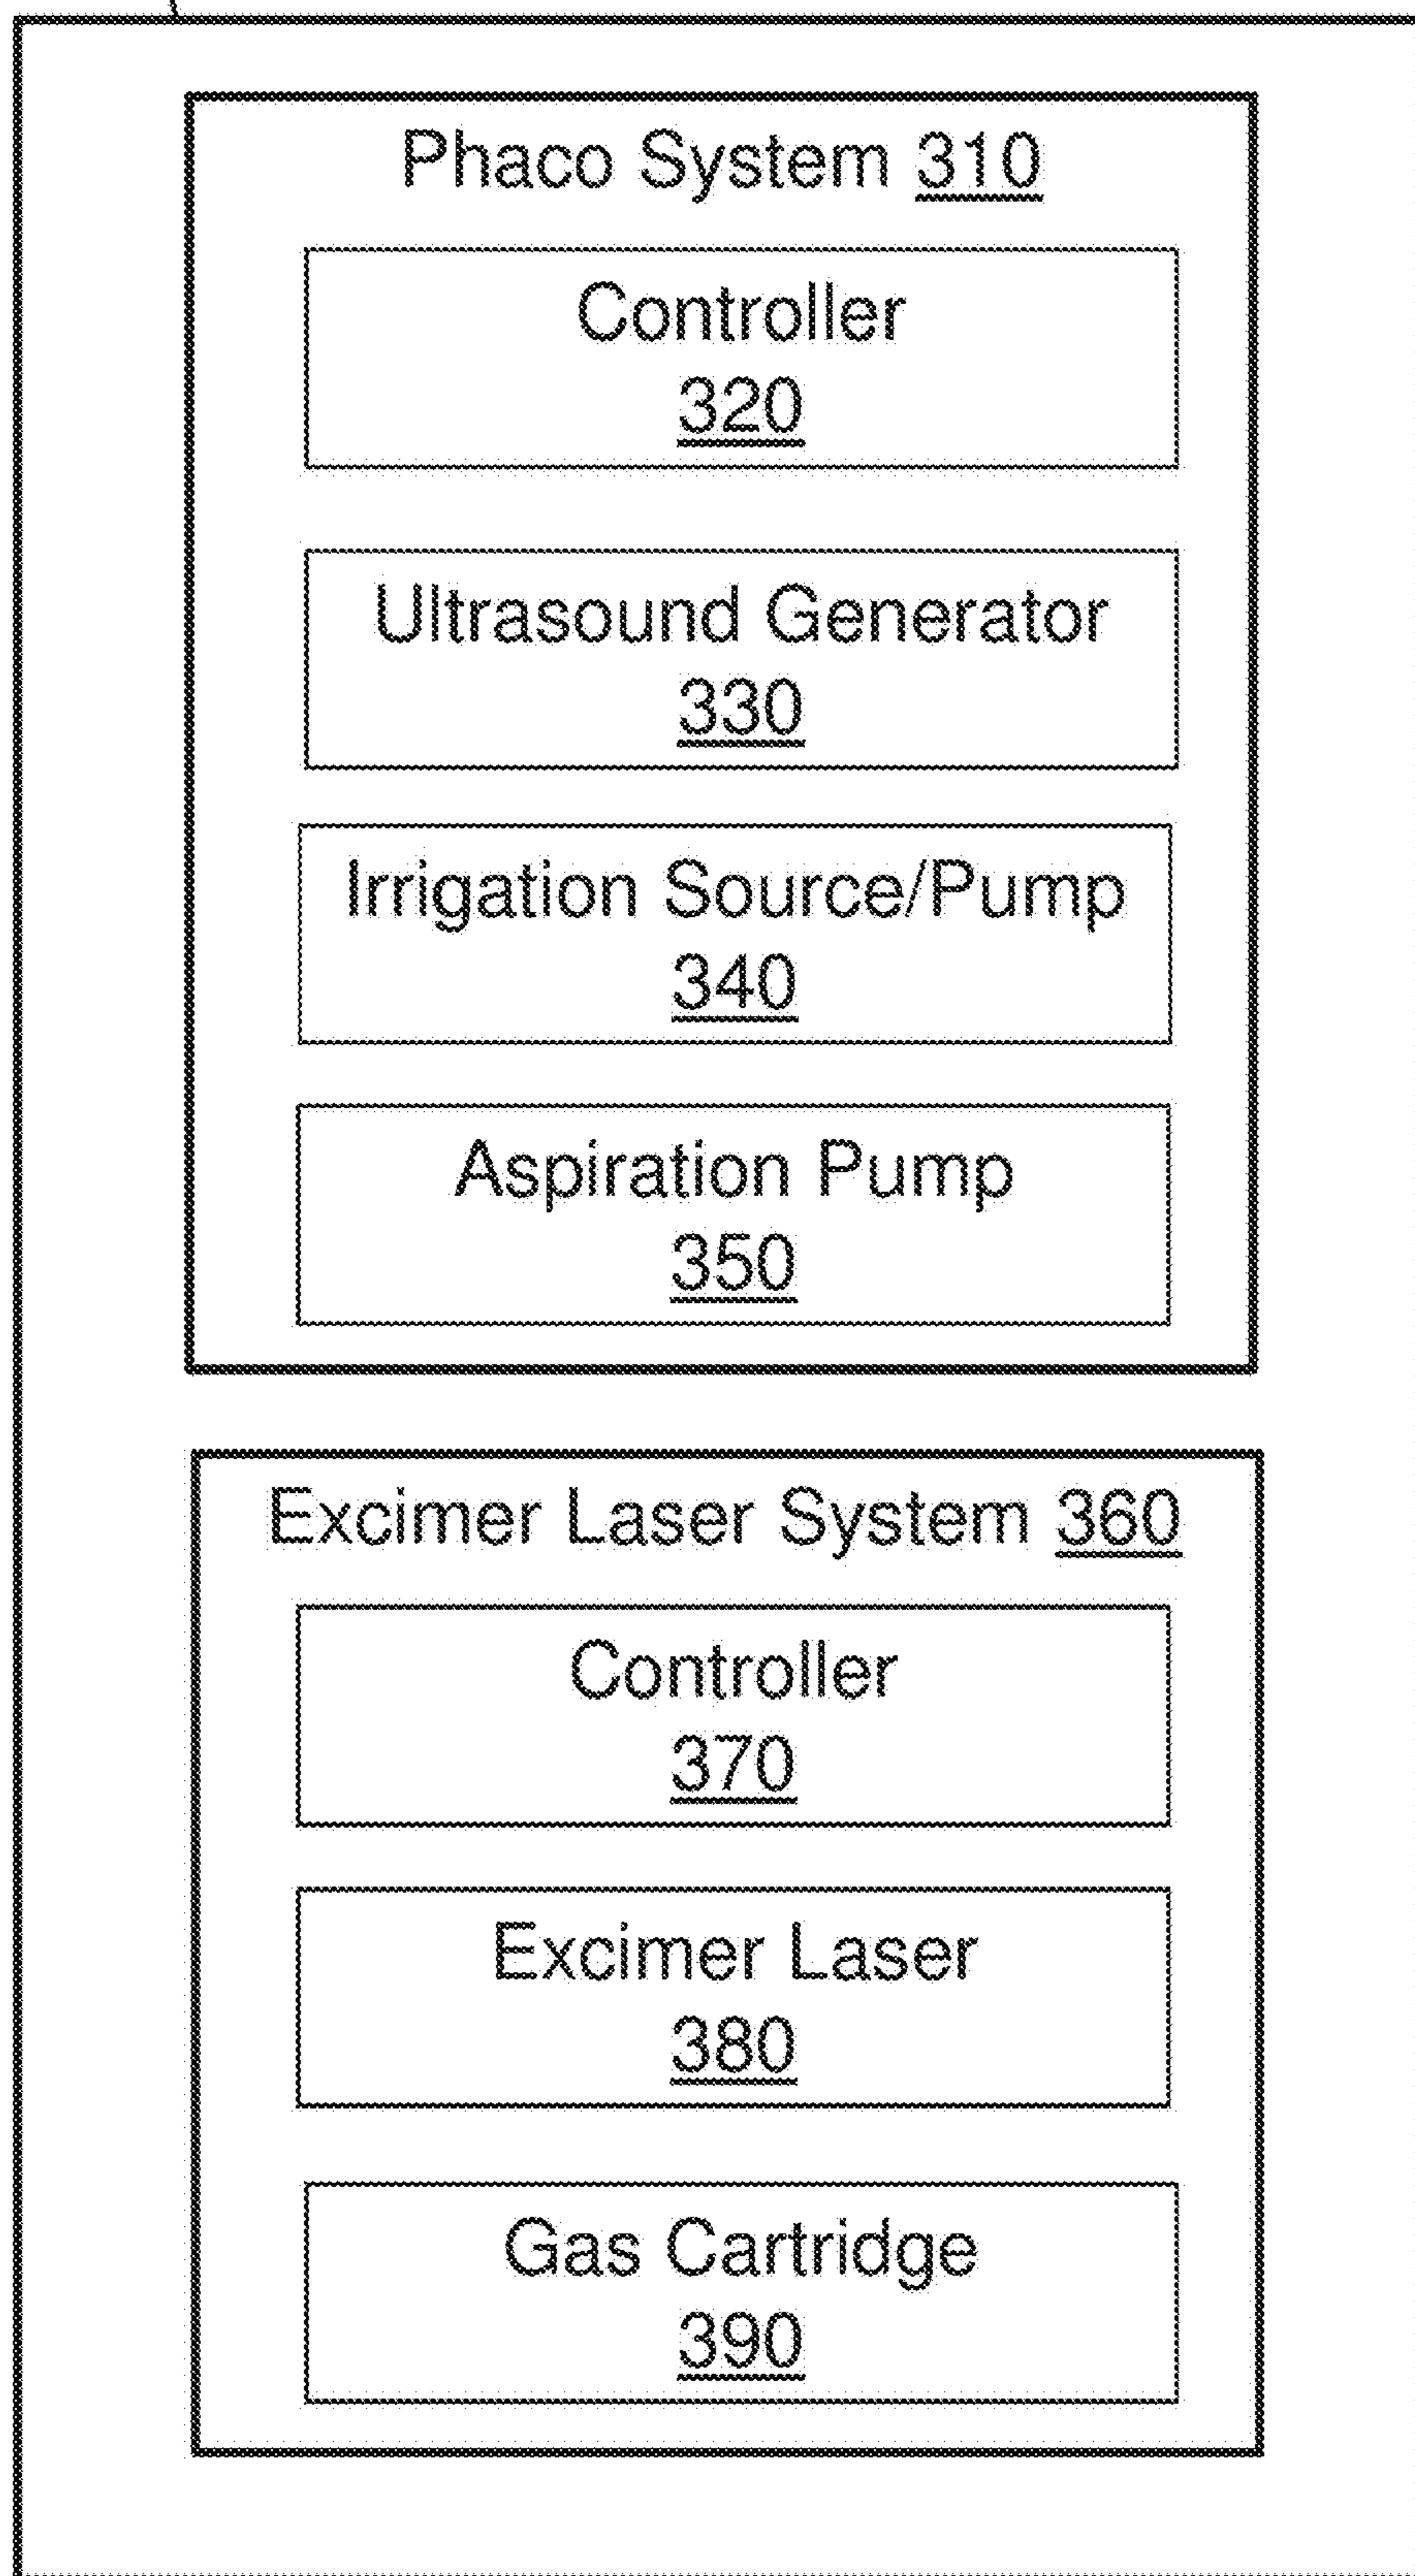 Phaco System 310
Controller
320
Ultrasound Generator
330
Irrigation Source/Pump
340
Aspiration Pump
350
Excimer Laser System 360
Controller
370
Excimer Laser
380
Gas Cartridge
390